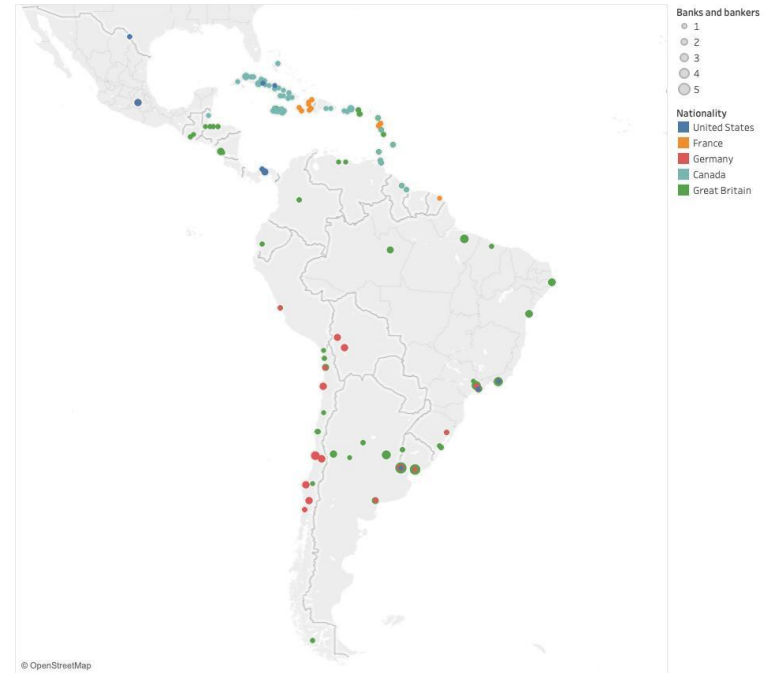 Banks and bankers
1
2
3
4
5
Nationality
United States
France
Germany
Canada
Great Britain
© OpenStreetMap